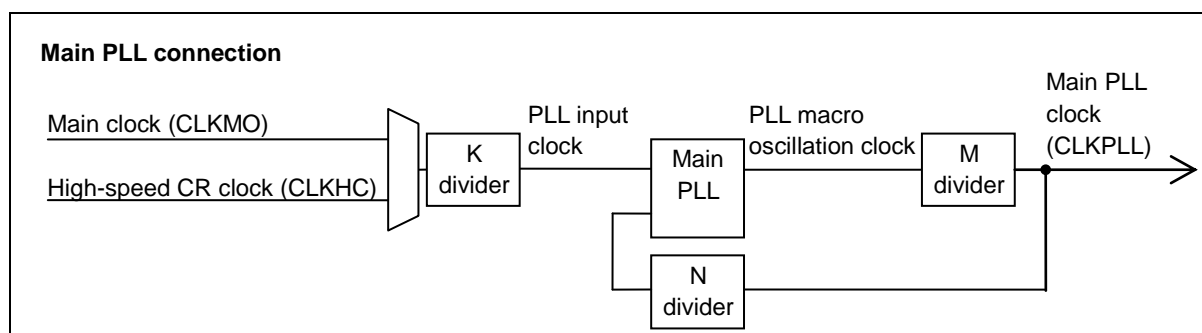 Main PLL connection
Main clock (CLKMO)
High-speed CR clock (CLKHC)
K
divider
PLL input
clock
Main
PLL
PLL macro
oscillation clock
M
divider
Main PLL
clock
(CLKPLL)
N
divider